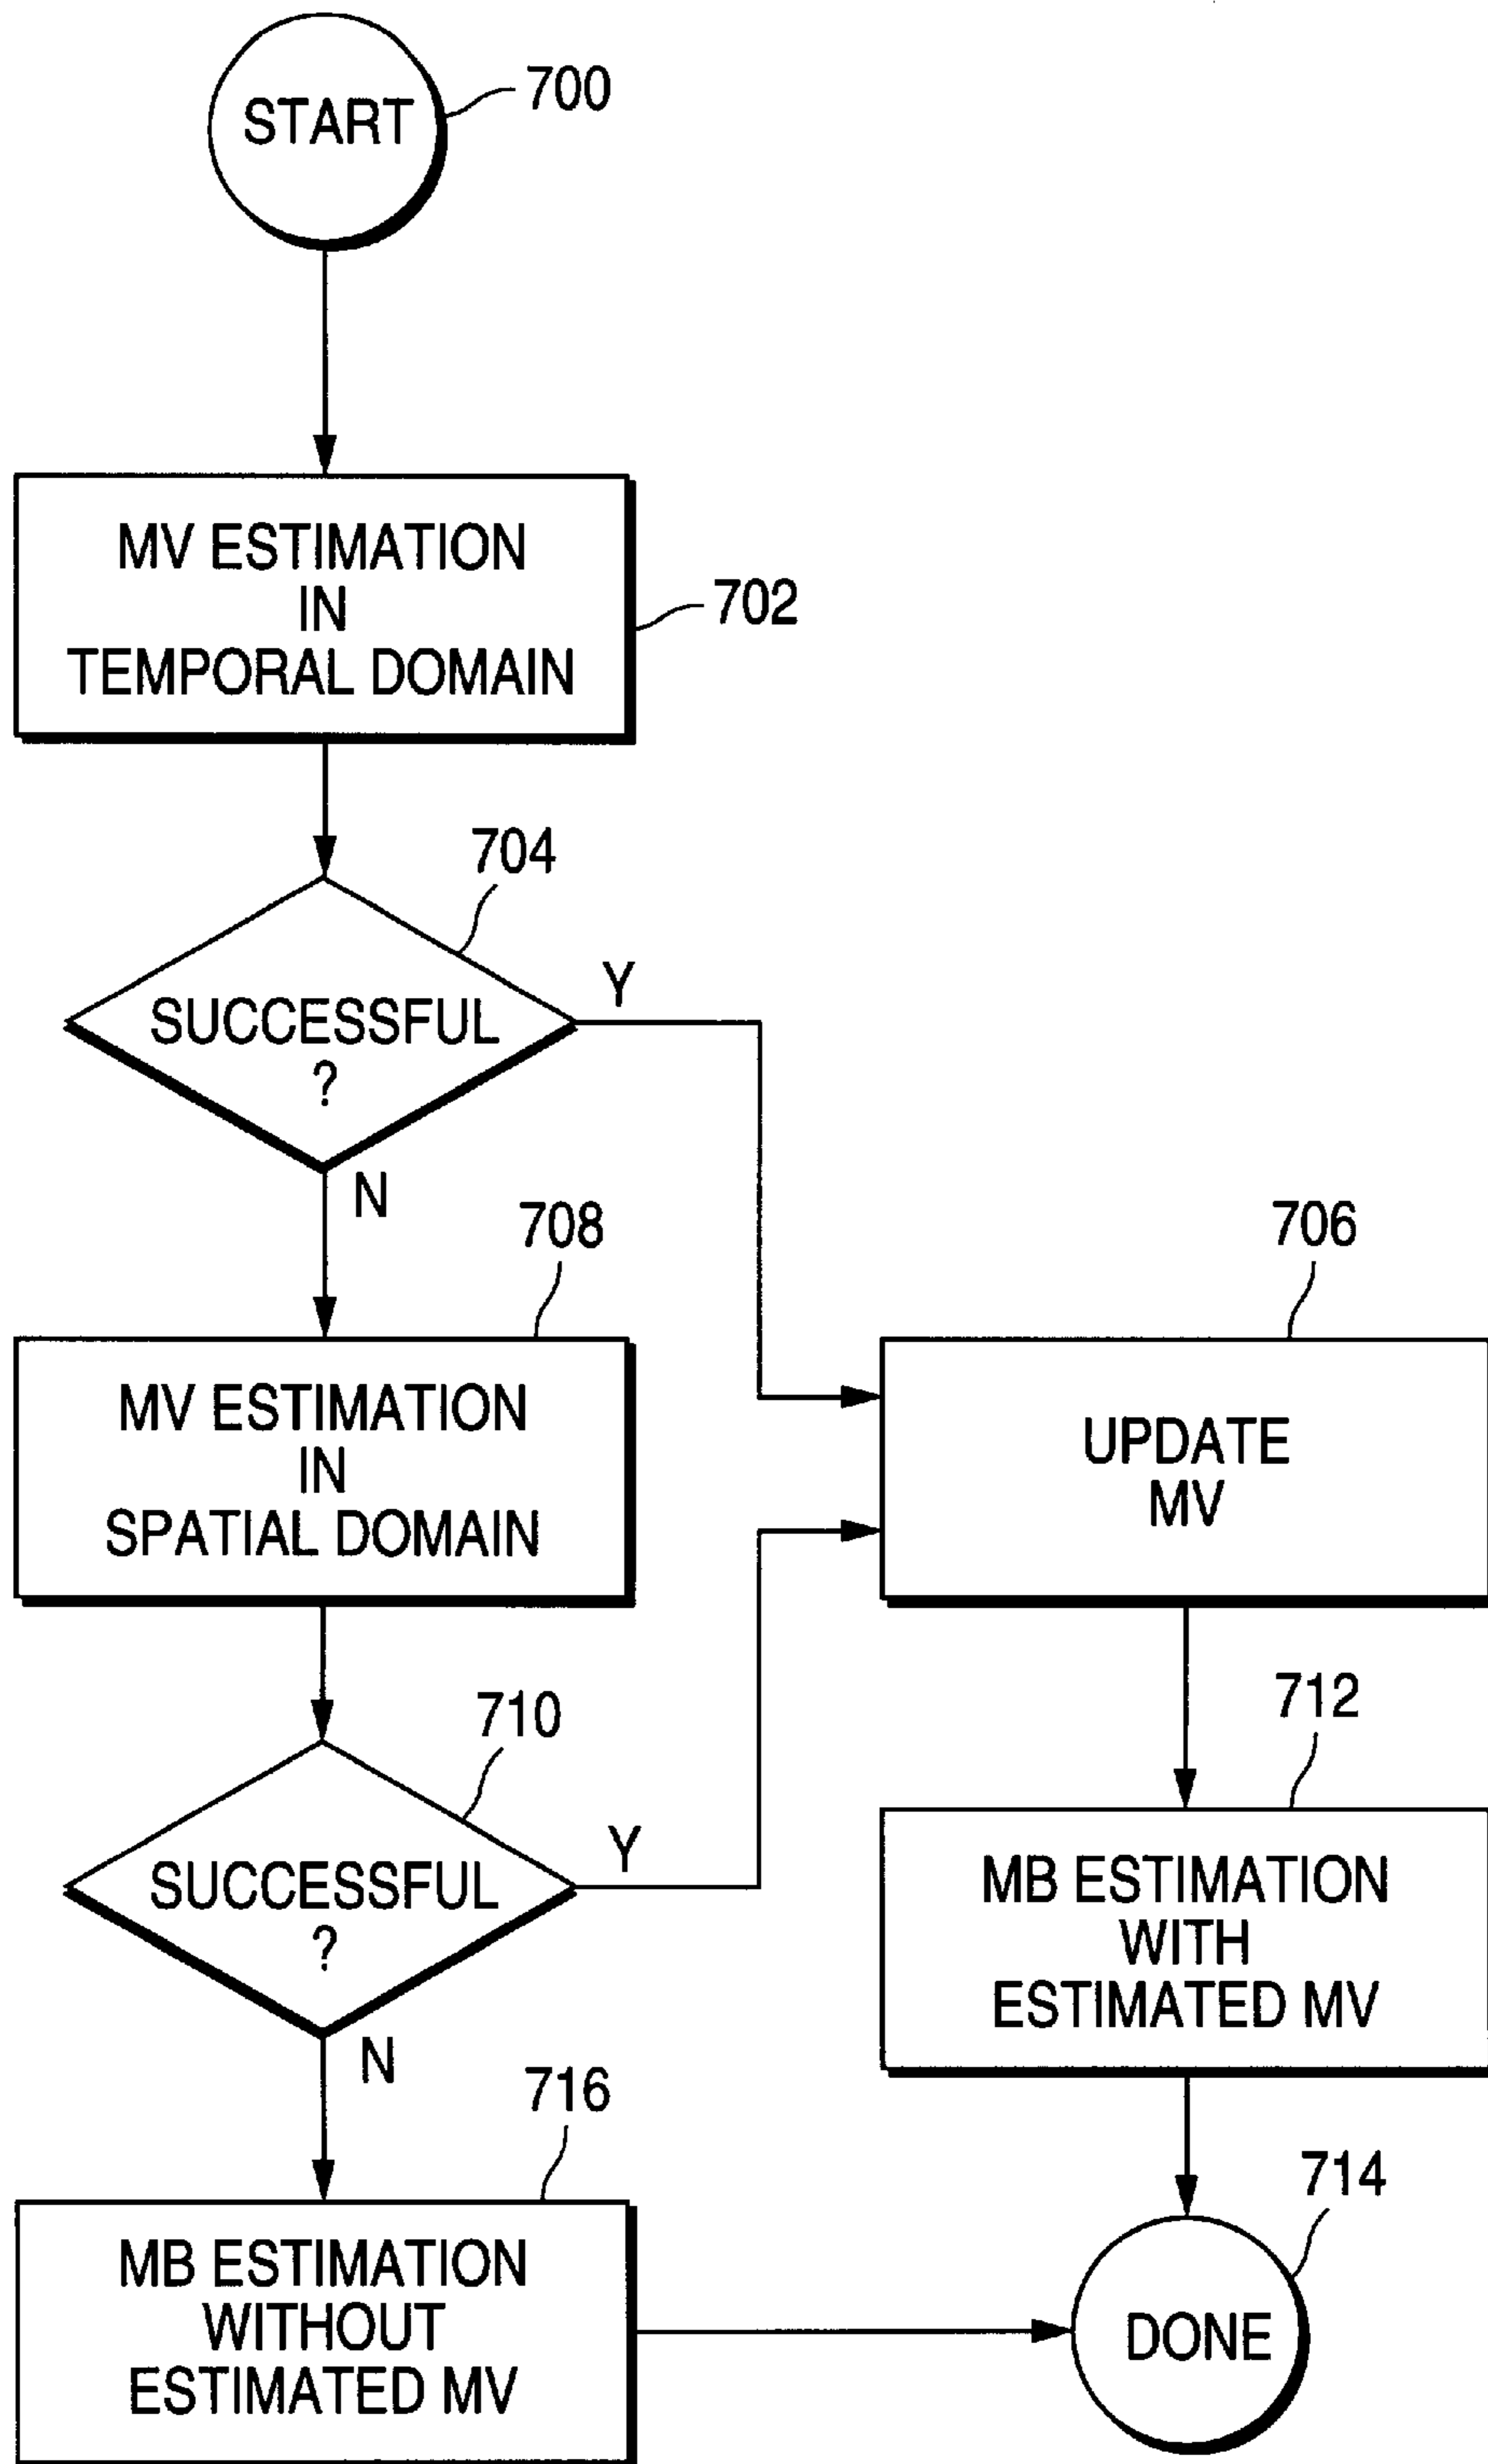 START
700
MV ESTIMATION
IN
TEMPORAL DOMAIN
702
704
SUCCESSFUL
?
Y
N
708
MV ESTIMATION
IN
SPATIAL DOMAIN
706
UPDATE
MV
710
SUCCESSFUL
?
Y
N
712
MB ESTIMATION
WITH
ESTIMATED MV
716
MB ESTIMATION
WITHOUT
ESTIMATED MV
714
DONE